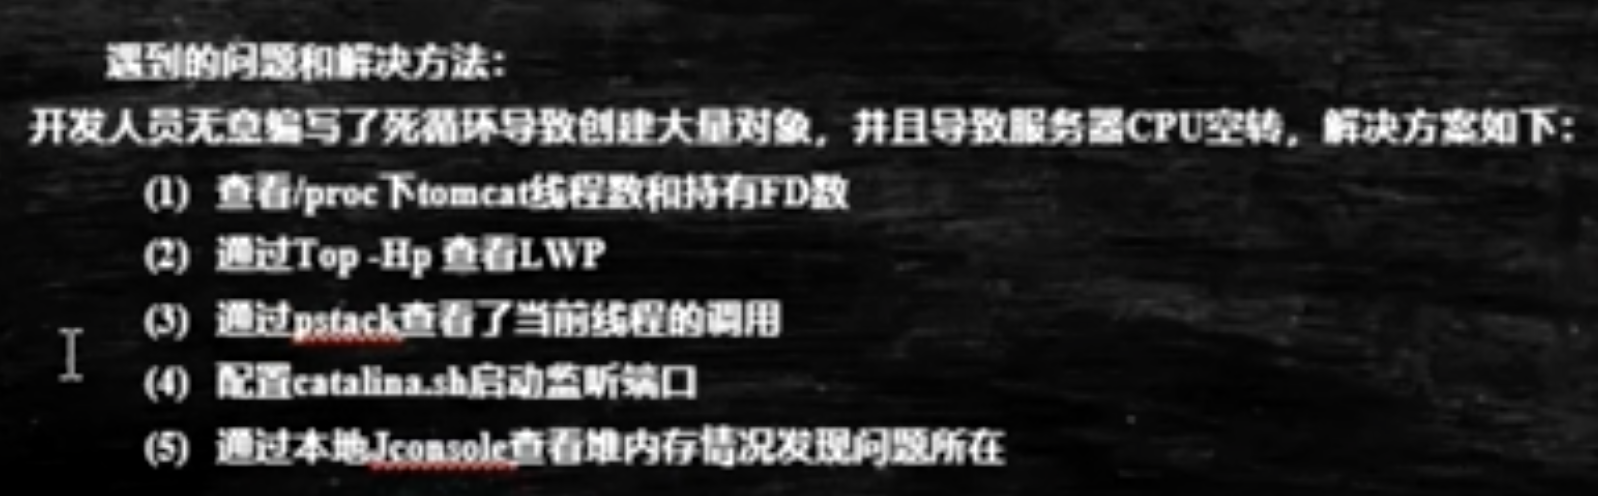 遇到的问题和解决方法：
开发人员无意编写了死循环导致创建大量对象，并且导致服务器CPU空转，解决方案如下：
(1) 查看/proc下tomcat线程数和持有FD数
(2) 通过Top -Hp 查看LWP
(3) 通过pstack查看了当前线程的调用
(4) 配置catalina.sh启动监听端口
(5) 通过本地Jconsole查看堆内存情况发现问题所在